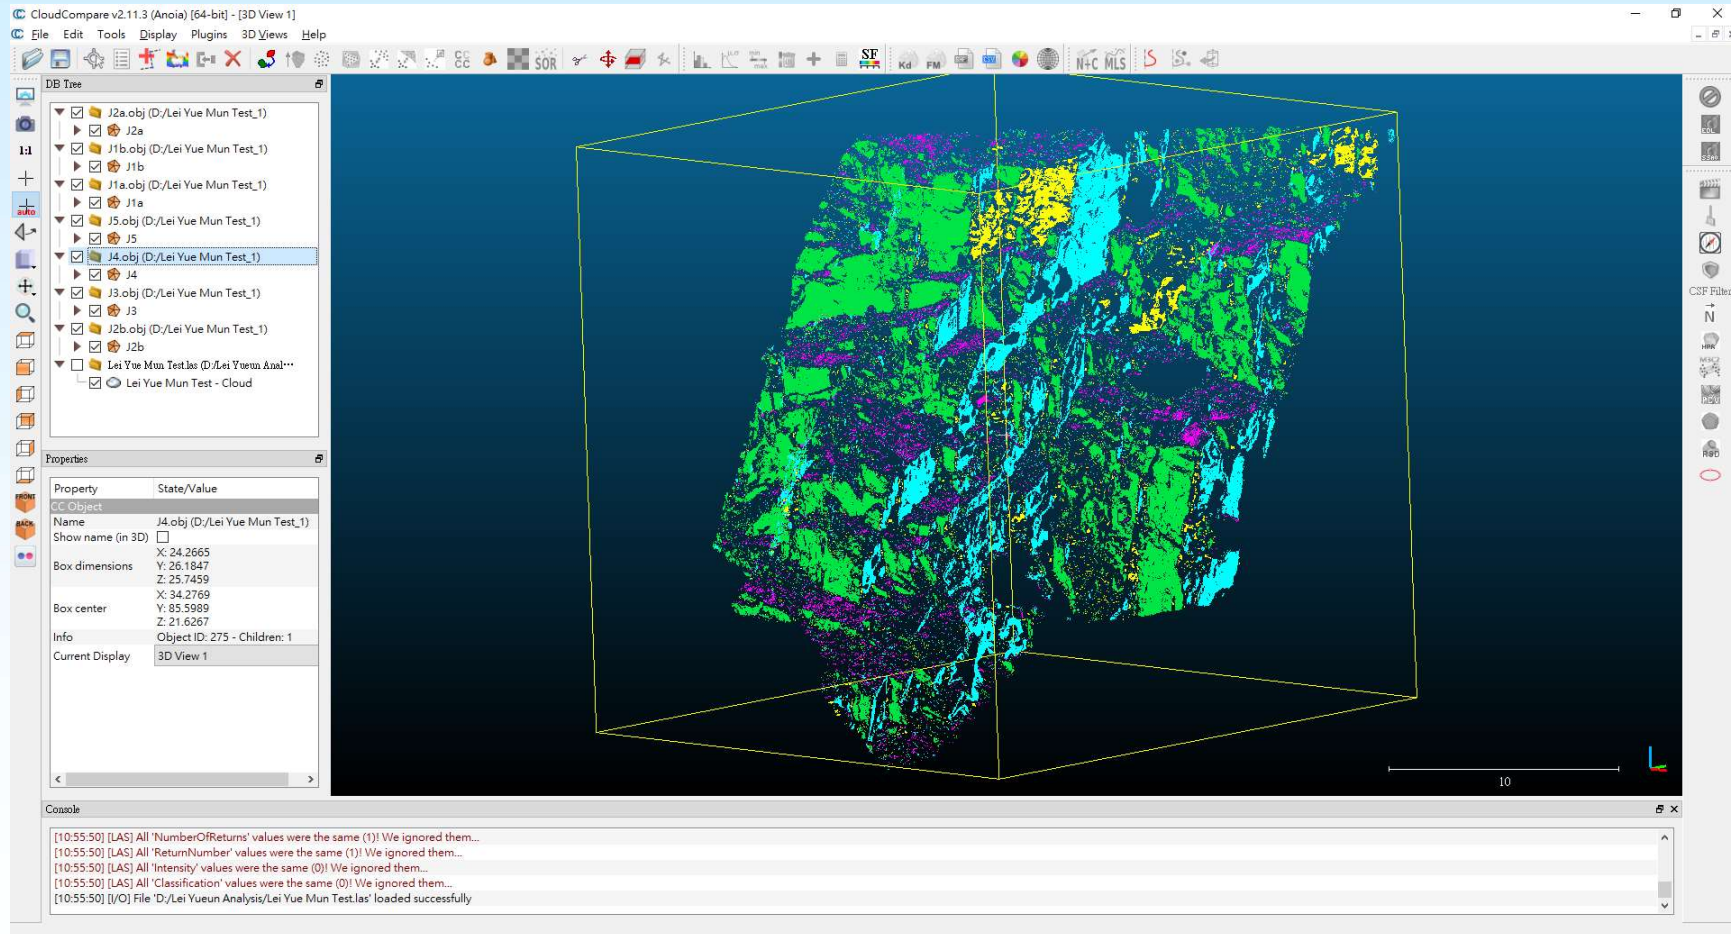 CloudCompare v2.11.3 (Anoia) [64-bit] - [3D View 1]
File Edit Tools Display Plugins 3D Views Help
SOR
SF
Kd
FM
CSV
N+C
MLS
DB Tree
J2a.obj (D:/Lei Yue Mun Test_1)
J2a
J1b.obj (D:/Lei Yue Mun Test_1)
J1b
J1a.obj (D:/Lei Yue Mun Test_1)
J1a
J5.obj (D:/Lei Yue Mun Test_1)
J5
J4.obj (D:/Lei Yue Mun Test_1)
J4
J3.obj (D:/Lei Yue Mun Test_1)
J3
J2b.obj (D:/Lei Yue Mun Test_1)
J2b
Lei Yue Mun Test.las (D:/Lei Yueun Anal···
Lei Yue Mun Test - Cloud
1:1
auto
FRONT
BACK
Properties
Property State/Value
CC Object
Name J4.obj (D:/Lei Yue Mun Test_1)
Show name (in 3D)
Box dimensions X: 24.2665
Y: 26.1847
Z: 25.7459
Box center X: 34.2769
Y: 85.5989
Z: 21.6267
Info Object ID: 275 - Children: 1
Current Display 3D View 1
10
CSF Filter
N
HPR
PCV
Console
[10:55:50] [LAS] All 'NumberOfReturns' values were the same (1)! We ignored them...
[10:55:50] [LAS] All 'ReturnNumber' values were the same (1)! We ignored them...
[10:55:50] [LAS] All 'Intensity' values were the same (0)! We ignored them...
[10:55:50] [LAS] All 'Classification' values were the same (0)! We ignored them...
[10:55:50] [I/O] File 'D:/Lei Yueun Analysis/Lei Yue Mun Test.las' loaded successfully